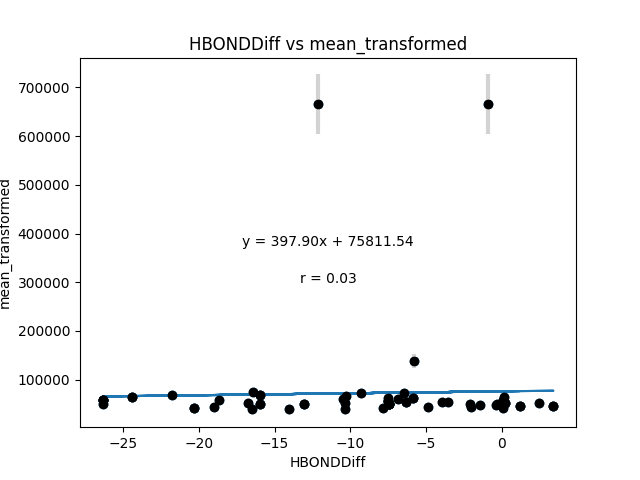 HBONDDiff vs mean_transformed
700000
600000
500000
400000
300000
200000
100000
mean_transformed
y = 397.90x + 75811.54
r = 0.03
−25 −20 −15 −10 −5 0
HBONDDiff